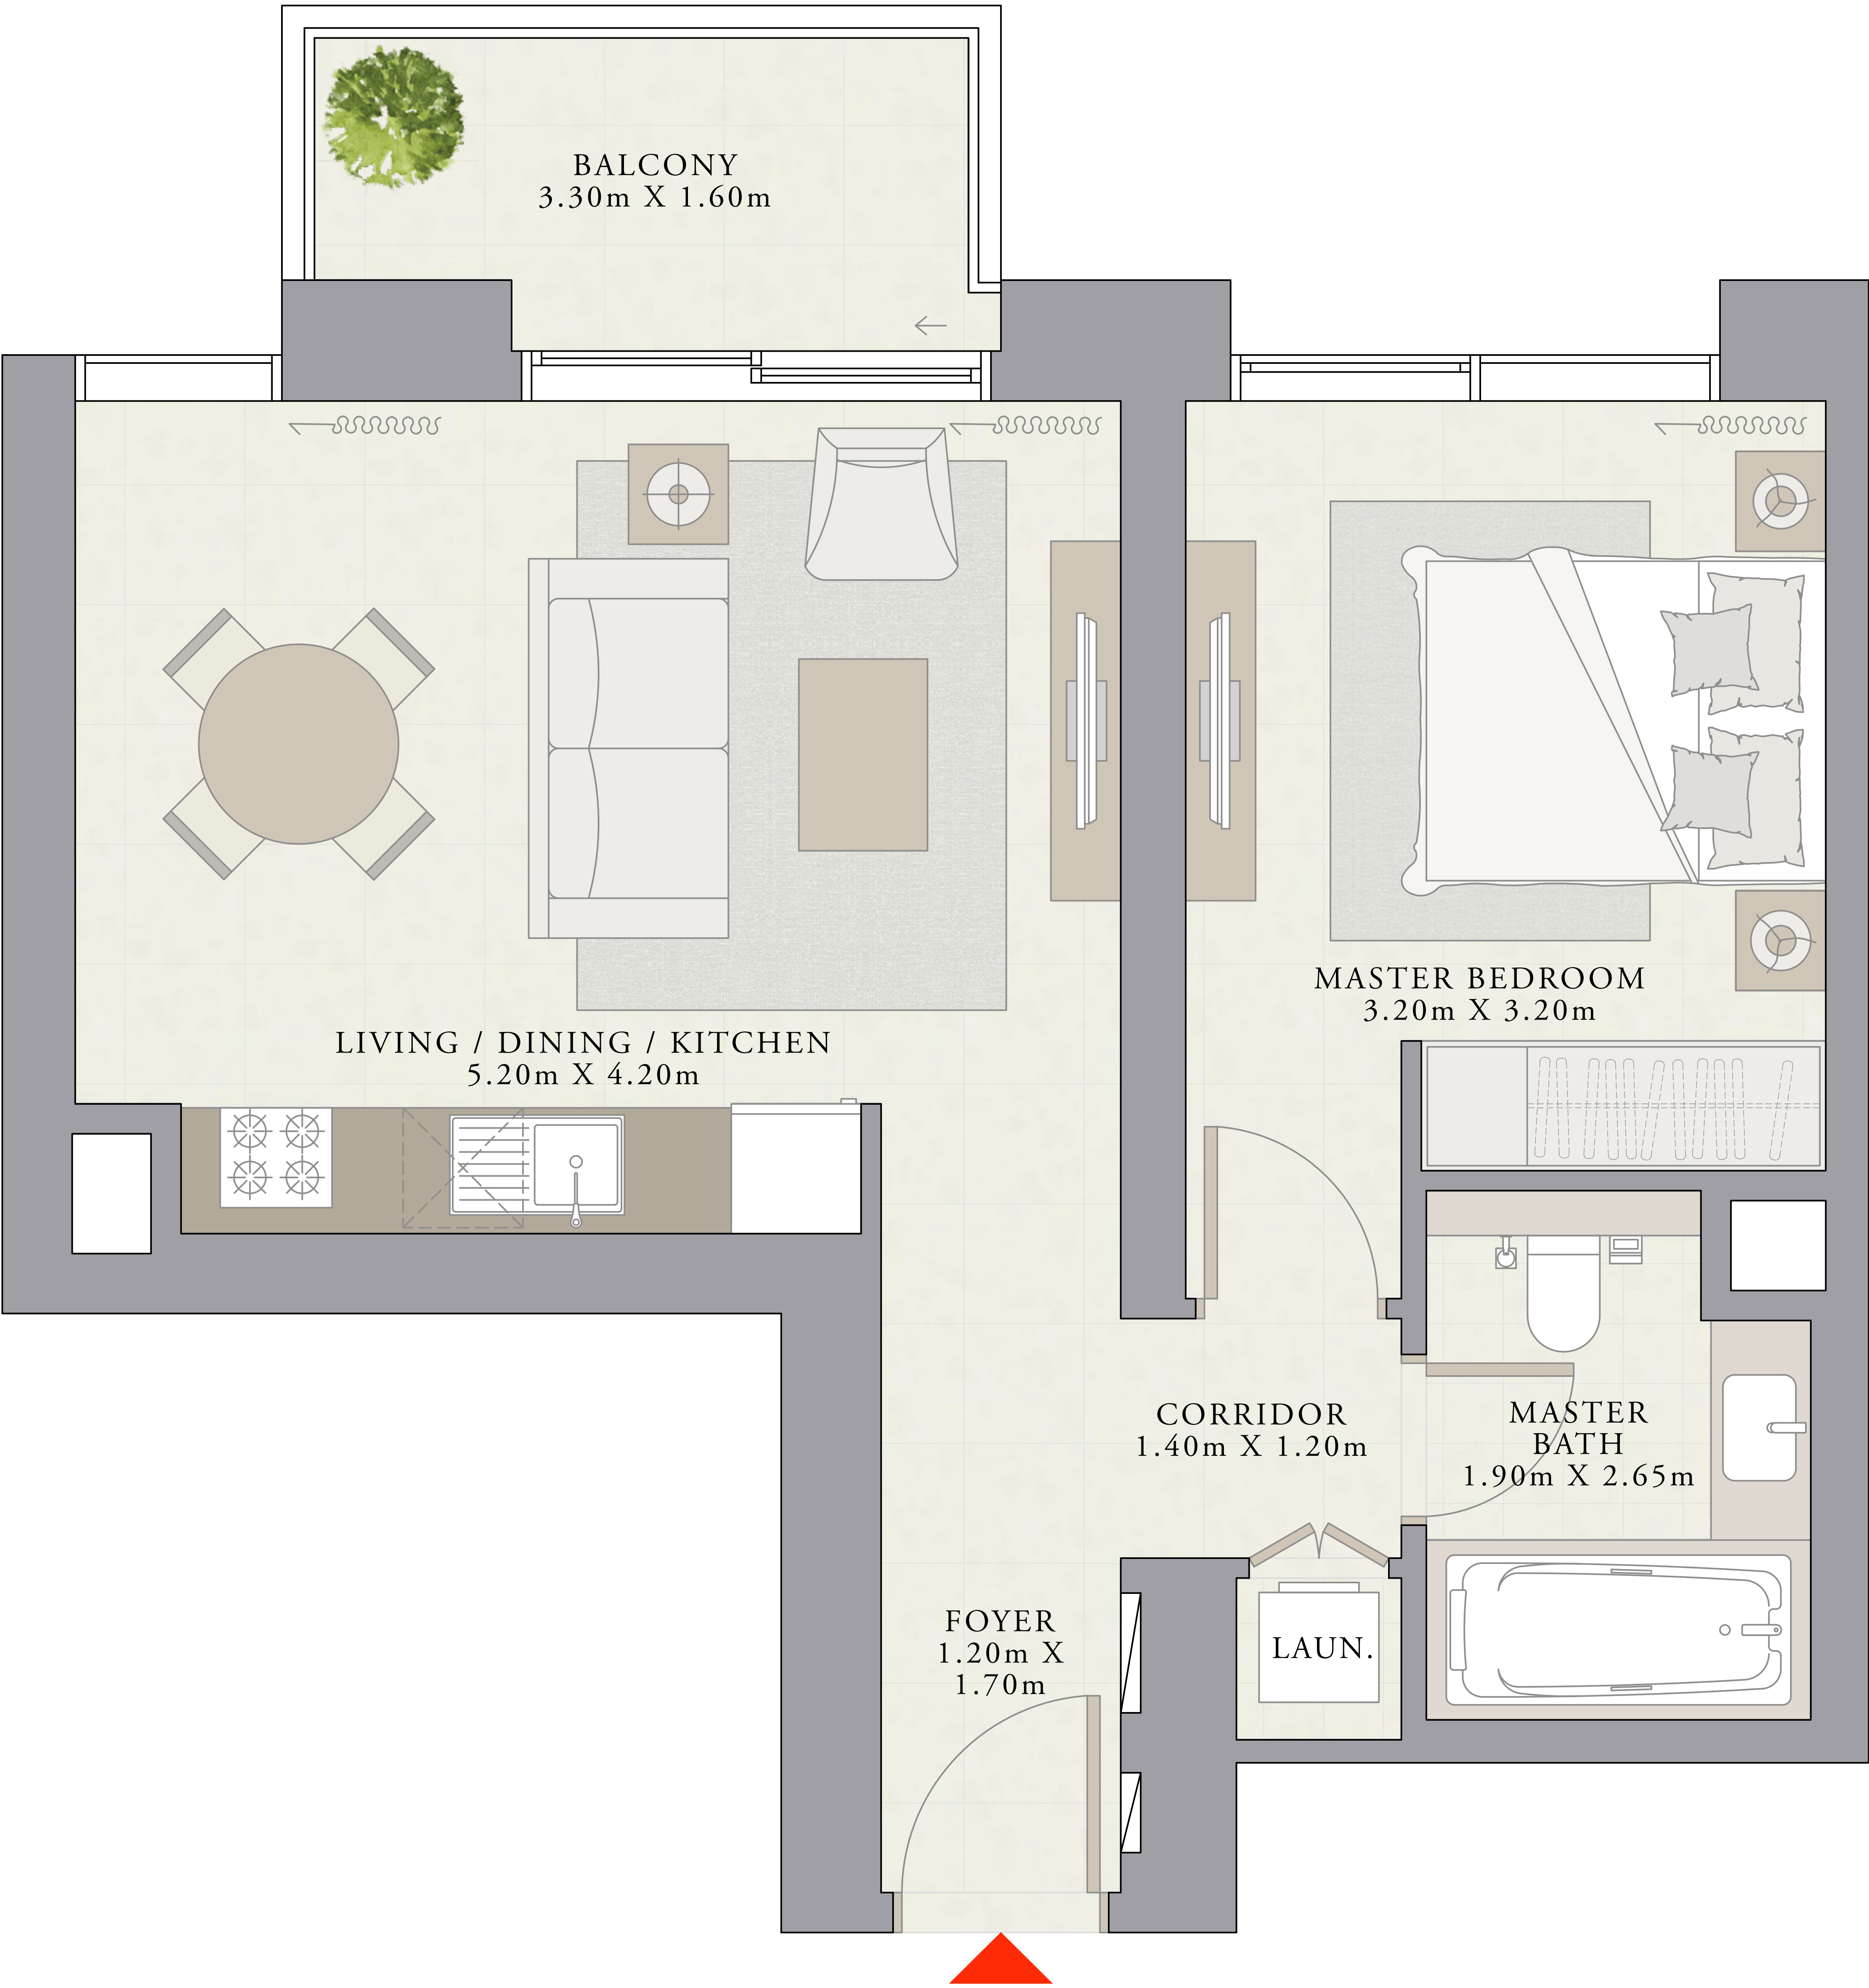 BALCONY
3.30m X 1.60m
MASTER BEDROOM
3.20m X 3.20m
LIVING / DINING / KITCHEN
5.20m X 4.20m
CORRIDOR
1.40m X 1.20m
MASTER
BATH
1.90m X 2.65m
FOYER
1.20m X
1.70m
LAUN.